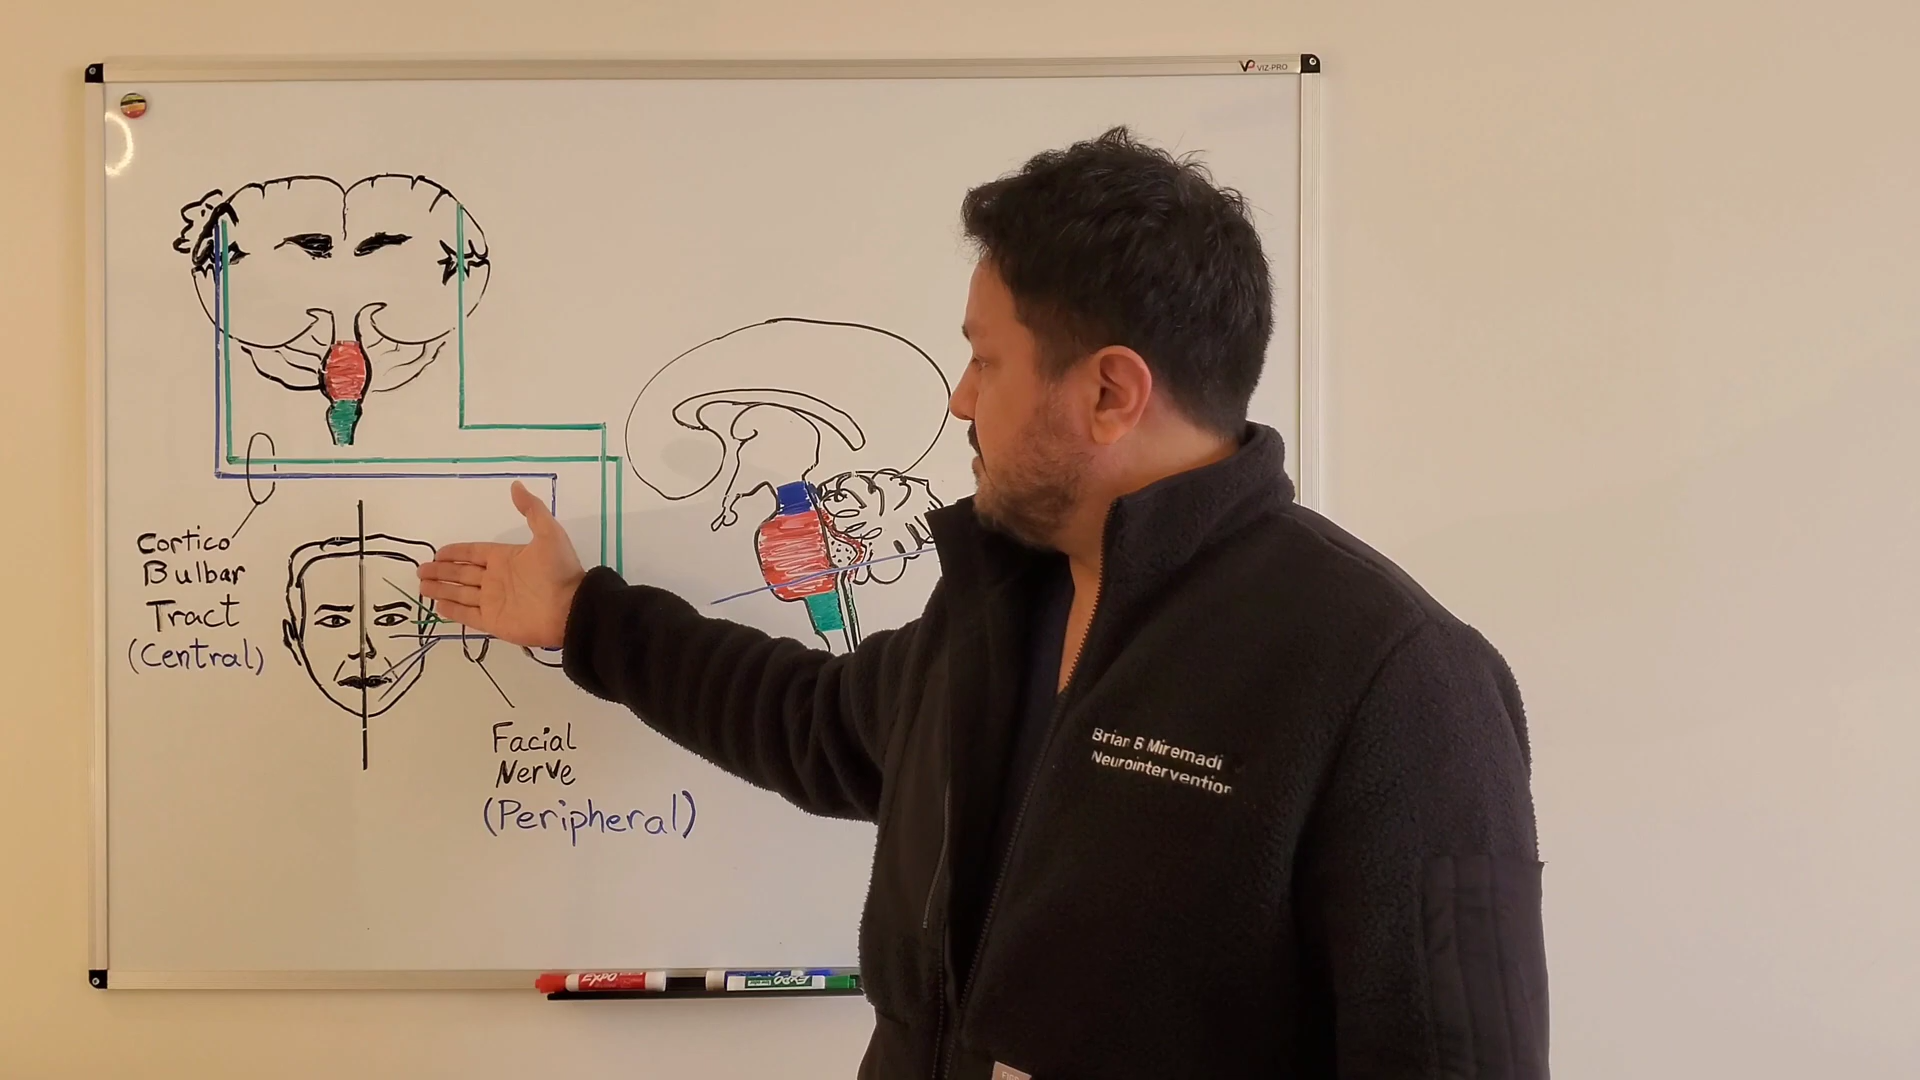 VIZ-PRO
Cortico
Bulbar
Tract
(Central)
Facial
Nerve
(Peripheral)
Brian B Miremadi
Neurointervention
EXPO
EXPO